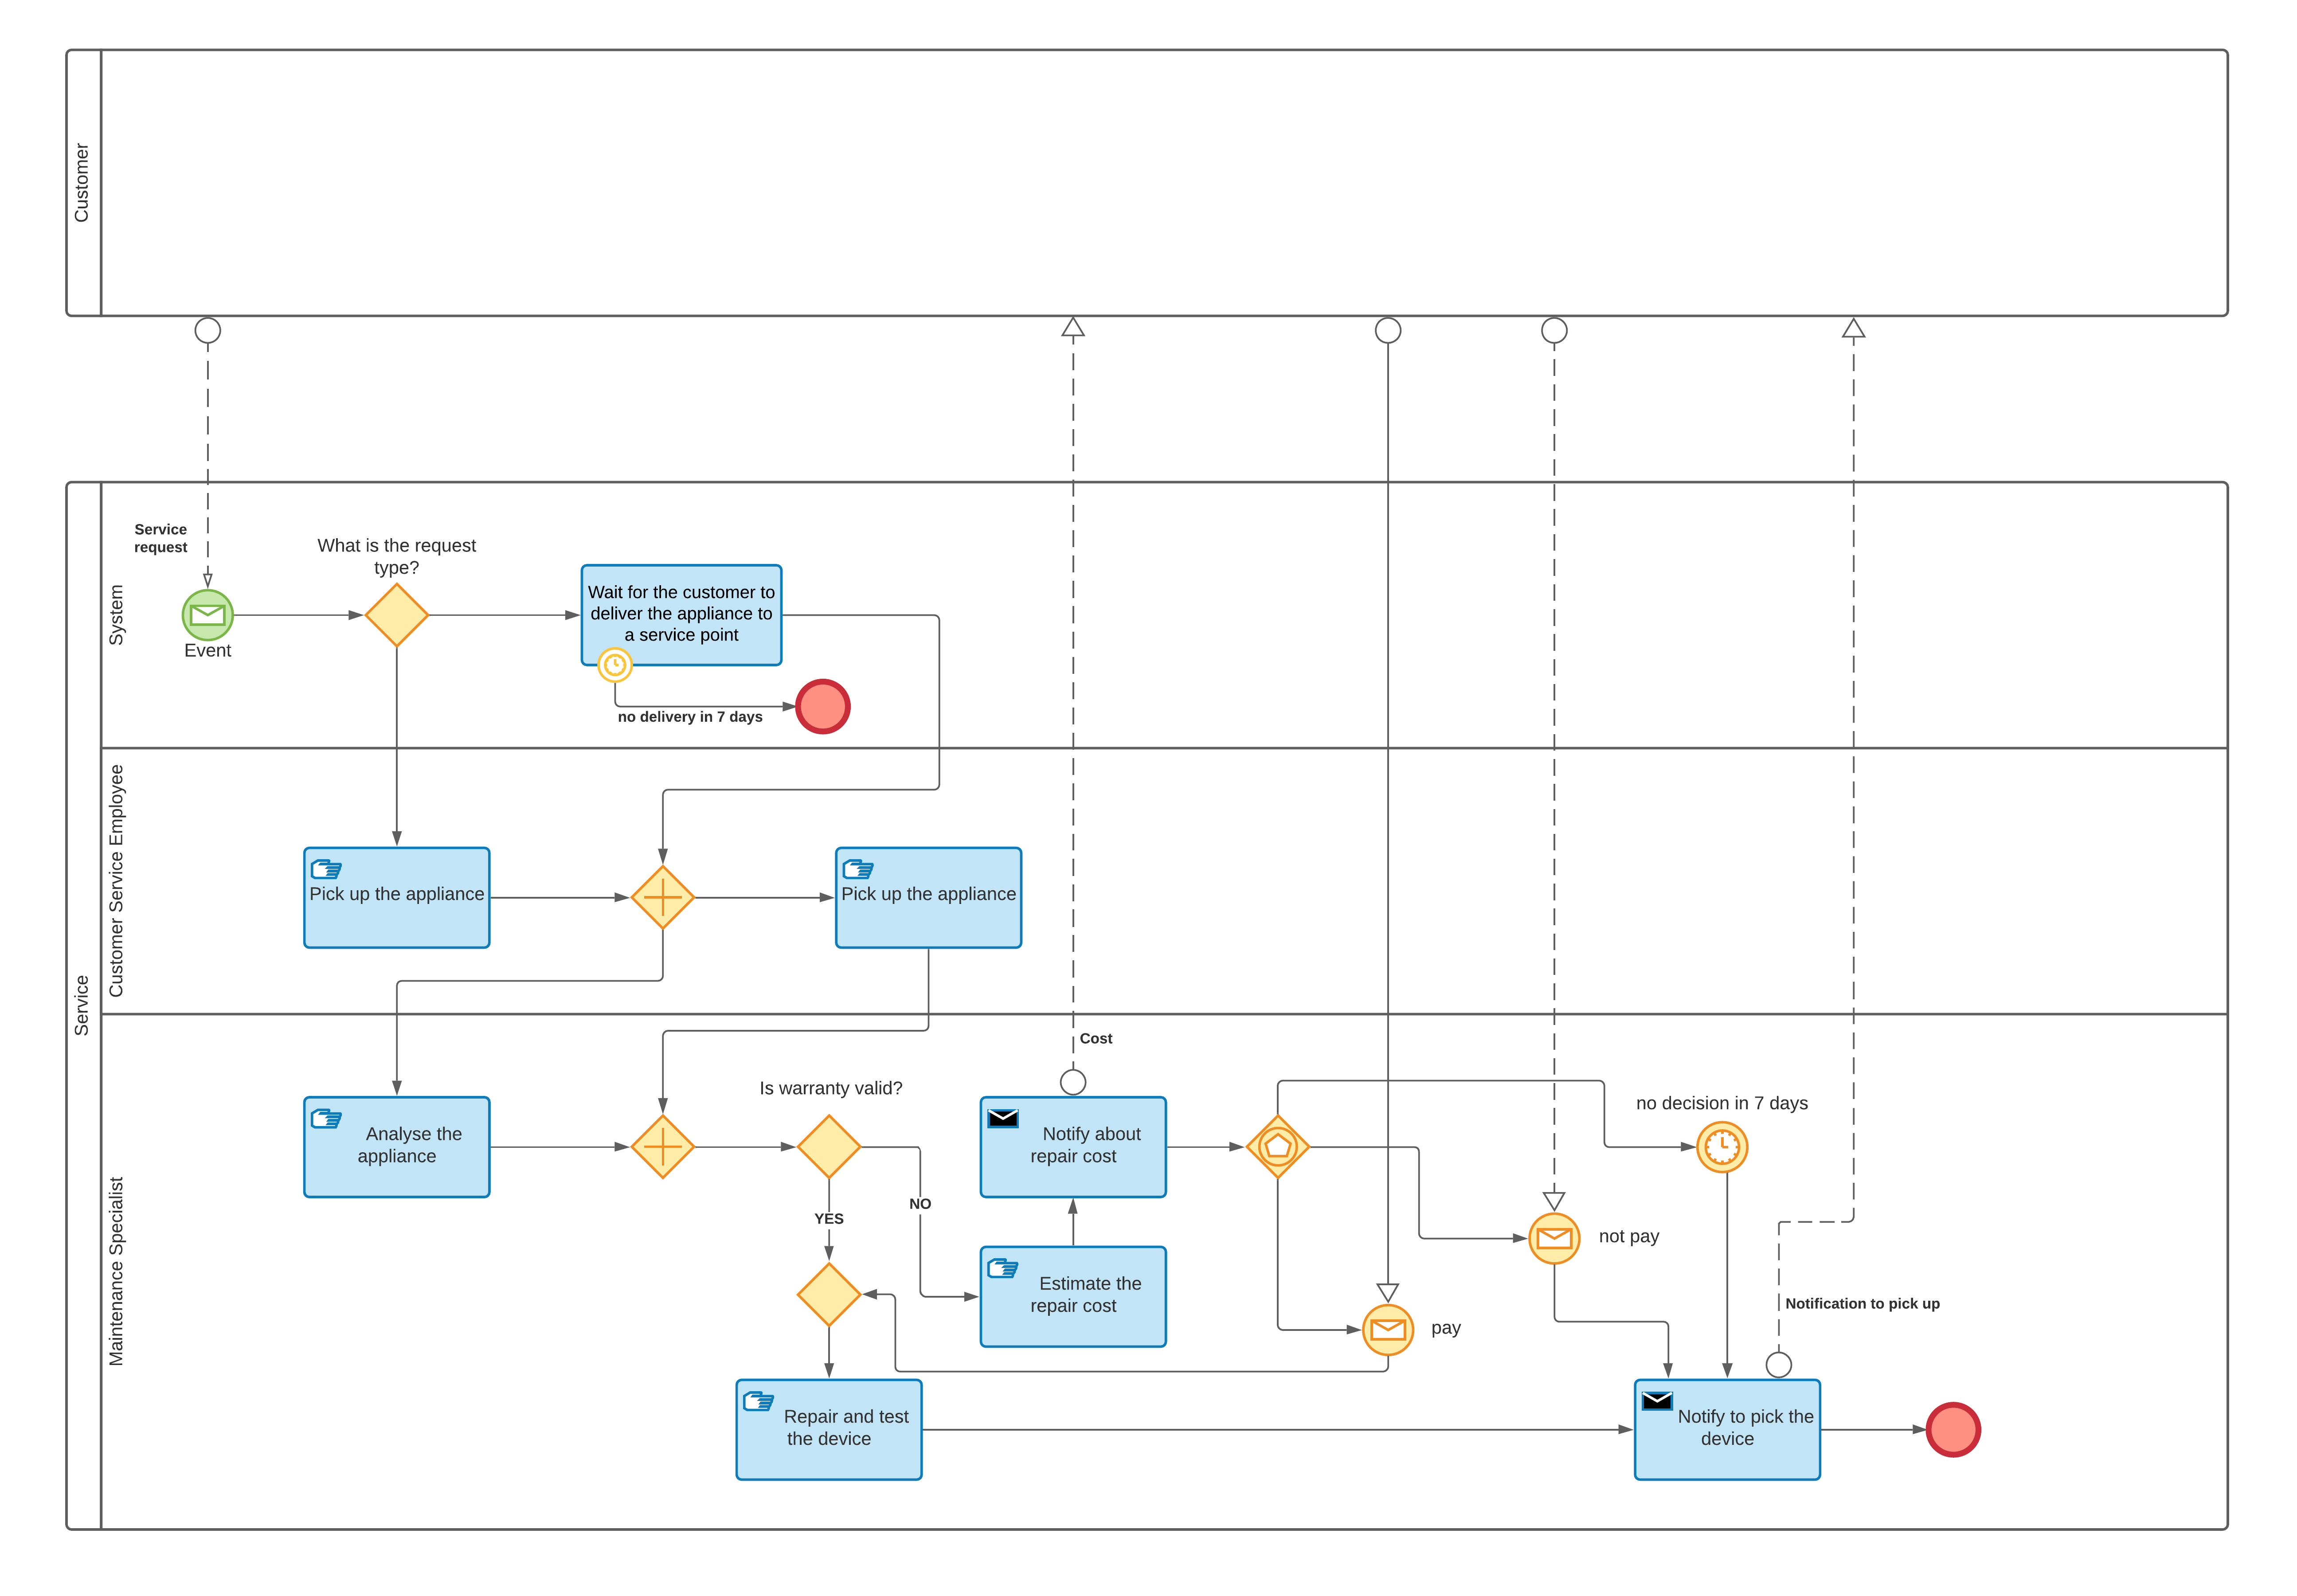 Customer
Service
System
Service
request
Event
What is the request
type?
Wait for the customer to
deliver the appliance to
a service point
no delivery in 7 days
Customer Service Employee
Pick up the appliance
Pick up the appliance
Maintenance Specialist
Analyse the
appliance
Is warranty valid?
YES
NO
Cost
Notify about
repair cost
Estimate the
repair cost
no decision in 7 days
not pay
pay
Notification to pick up
Repair and test
the device
Notify to pick the
device